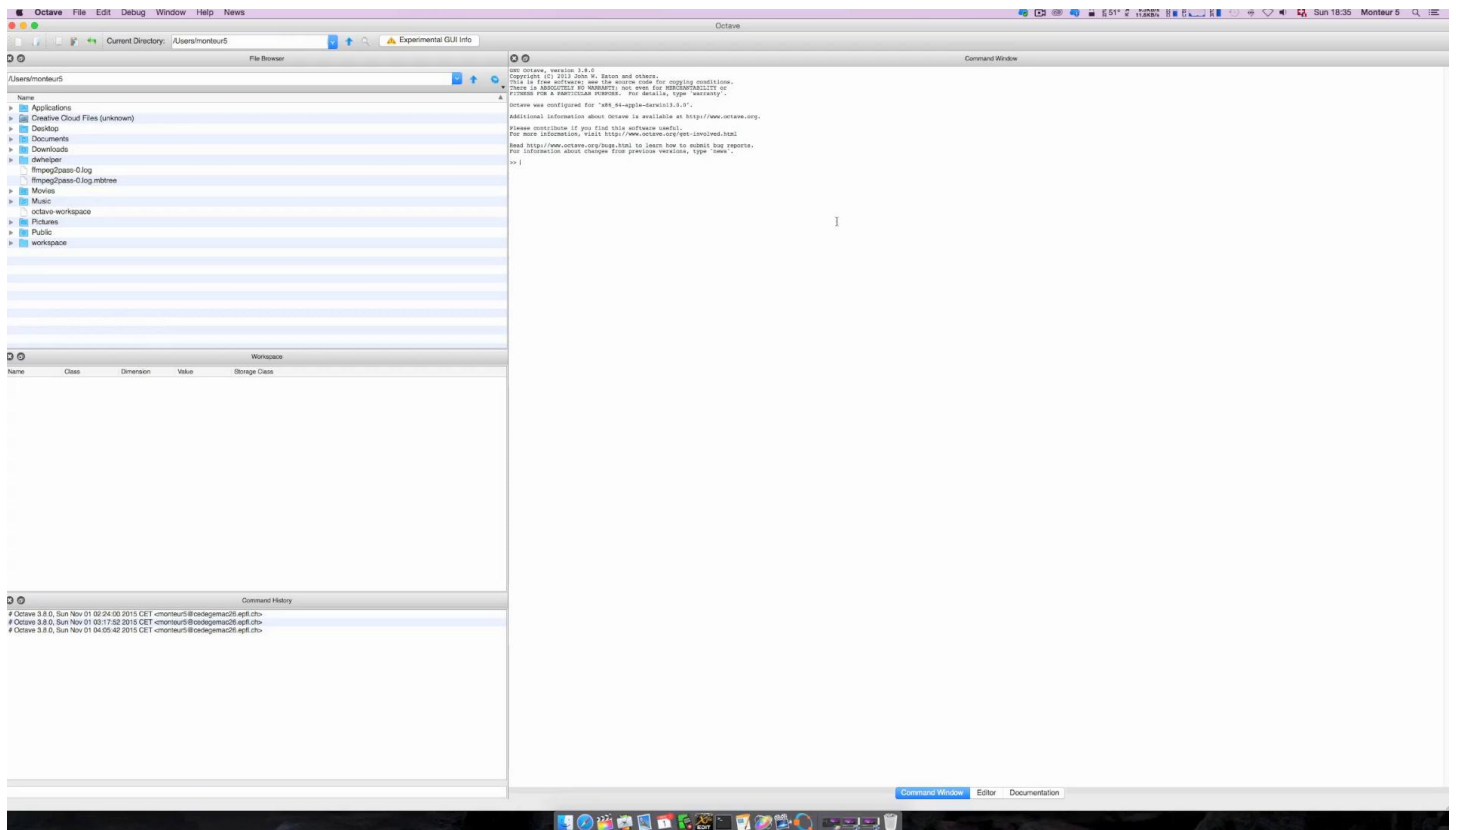 Octave File Edit Debug Window Help News
51° Sun 18:35 Monteur 5
Octave
Current Directory: /Users/monteur5 Experimental GUI Info
File Browser
/Users/monteur5
Name
Applications
Creative Cloud Files (unknown)
Desktop
Documents
Downloads
dwhelper
ffmpeg2pass-0.log
ffmpeg2pass-0.log.mbtree
Movies
Music
octave-workspace
Pictures
Public
workspace
Workspace
Name Class Dimension Value Storage Class
Command History
# Octave 3.8.0, Sun Nov 01 02:24:00 2015 CET <monteur5@cedegemac26.epfl.ch>
# Octave 3.8.0, Sun Nov 01 03:17:52 2015 CET <monteur5@cedegemac26.epfl.ch>
# Octave 3.8.0, Sun Nov 01 04:05:42 2015 CET <monteur5@cedegemac26.epfl.ch>
Command Window
GNU Octave, version 3.8.0
Copyright (C) 2013 John W. Eaton and others.
This is free software; see the source code for copying conditions.
There is ABSOLUTELY NO WARRANTY; not even for MERCHANTABILITY or
FITNESS FOR A PARTICULAR PURPOSE. For details, type `warranty'.
Octave was configured for "x86_64-apple-darwin13.0.0".
Additional information about Octave is available at http://www.octave.org.
Please contribute if you find this software useful.
For more information, visit http://www.octave.org/get-involved.html
Read http://www.octave.org/bugs.html to learn how to submit bug reports.
For information about changes from previous versions, type `news'.
>>
Command Window Editor Documentation